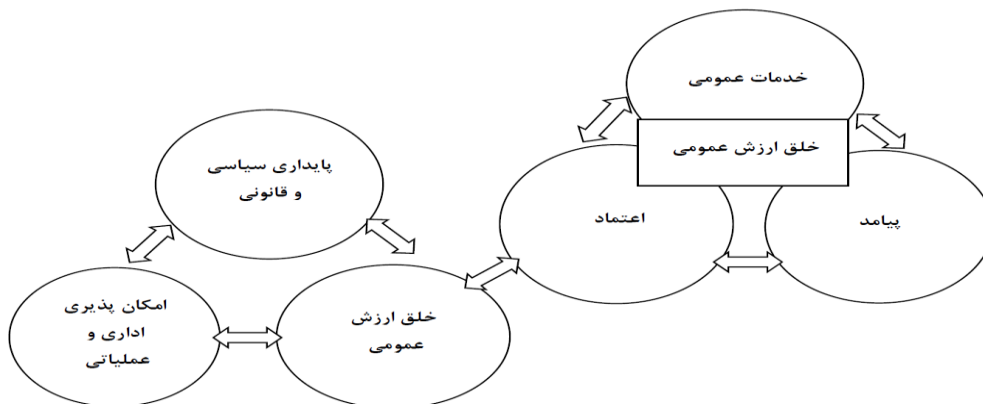 خدمات عمومی
خلق ارزش عمومی
پایداری سیاسی
و قانونی
اعتماد
پیامد
امکان پذیری
اداری و
عملیاتی
خلق ارزش
عمومی